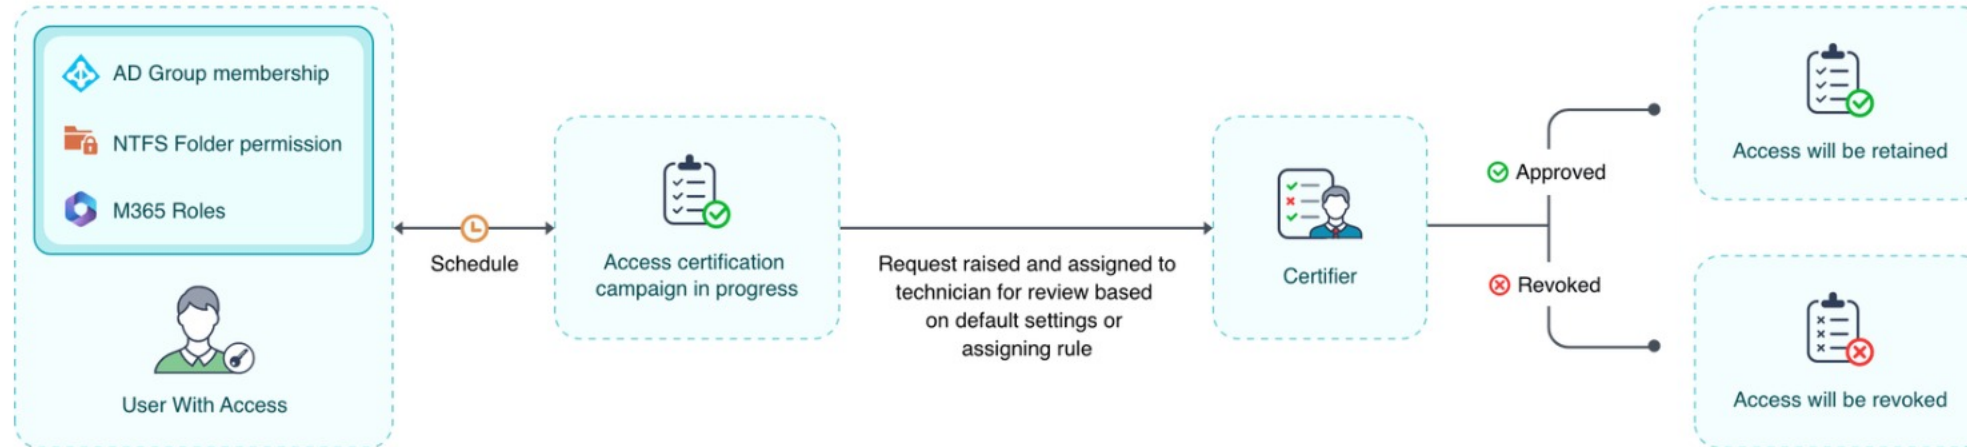 AD Group membership
NTFS Folder permission
M365 Roles
User With Access
Schedule
Access certification
campaign in progress
Request raised and assigned to
technician for review based
on default settings or
assigning rule
Certifier
Approved
Revoked
Access will be retained
Access will be revoked